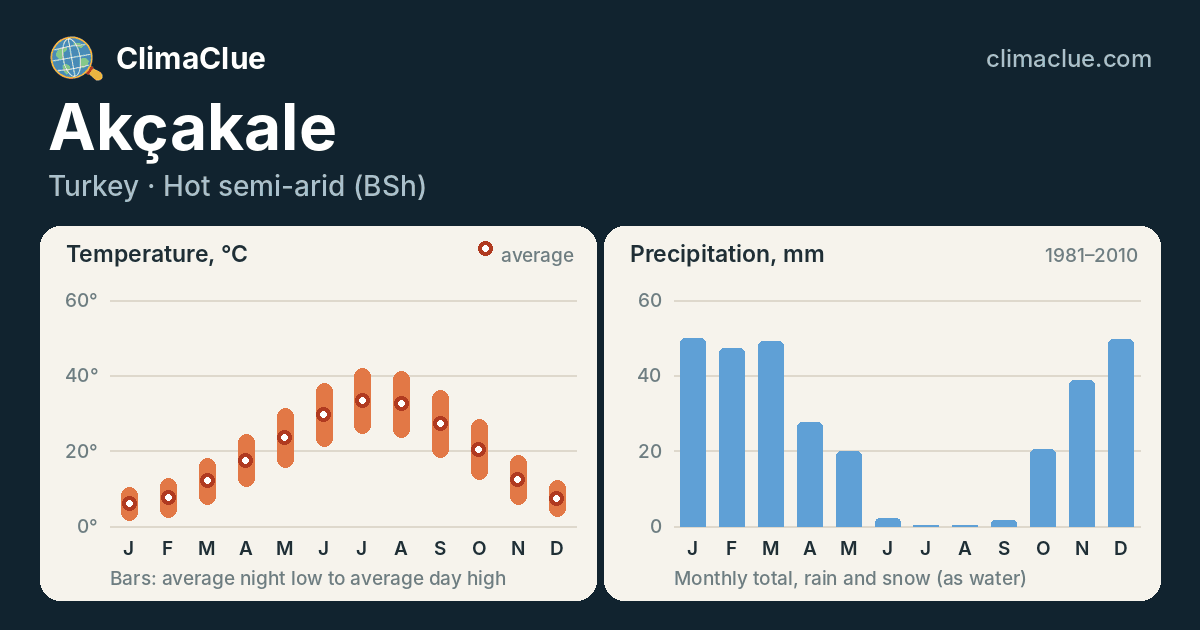 ClimaClue
climaclue.com
Akçakale
Turkey · Hot semi-arid (BSh)
Temperature, °C
average
60°
40°
20°
0°
J F M A M J J A S O N D
Bars: average night low to average day high
Precipitation, mm
1981–2010
60
40
20
0
J F M A M J J A S O N D
Monthly total, rain and snow (as water)